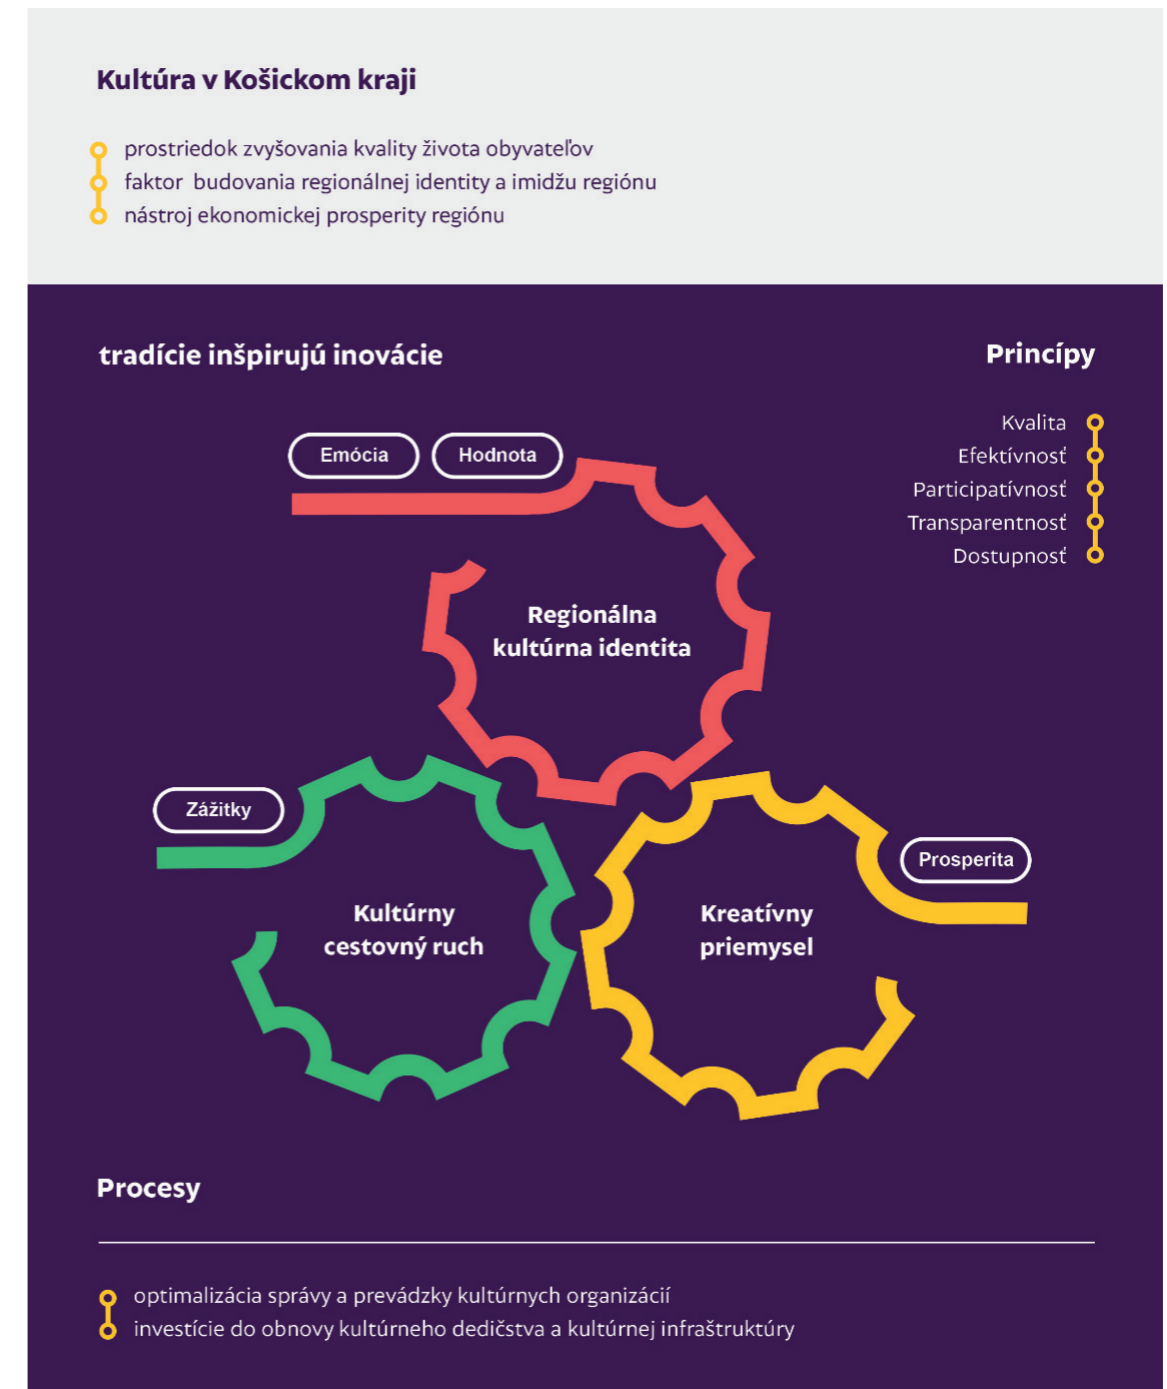 Kultúra v Košickom kraji
prostriedok zvyšovania kvality života obyvateľov
faktor budovania regionálnej identity a imidžu regiónu
nástroj ekonomickej prosperity regiónu
tradície inšpirujú inovácie
Princípy
Kvalita
Efektívnosť
Participatívnosť
Transparentnosť
Dostupnosť
Emócia
Hodnota
Regionálna
kultúrna identita
Zážitky
Kultúrny
cestovný ruch
Prosperita
Kreatívny
priemysel
Procesy
optimalizácia správy a prevádzky kultúrnych organizácií
investície do obnovy kultúrneho dedičstva a kultúrnej infraštruktúry